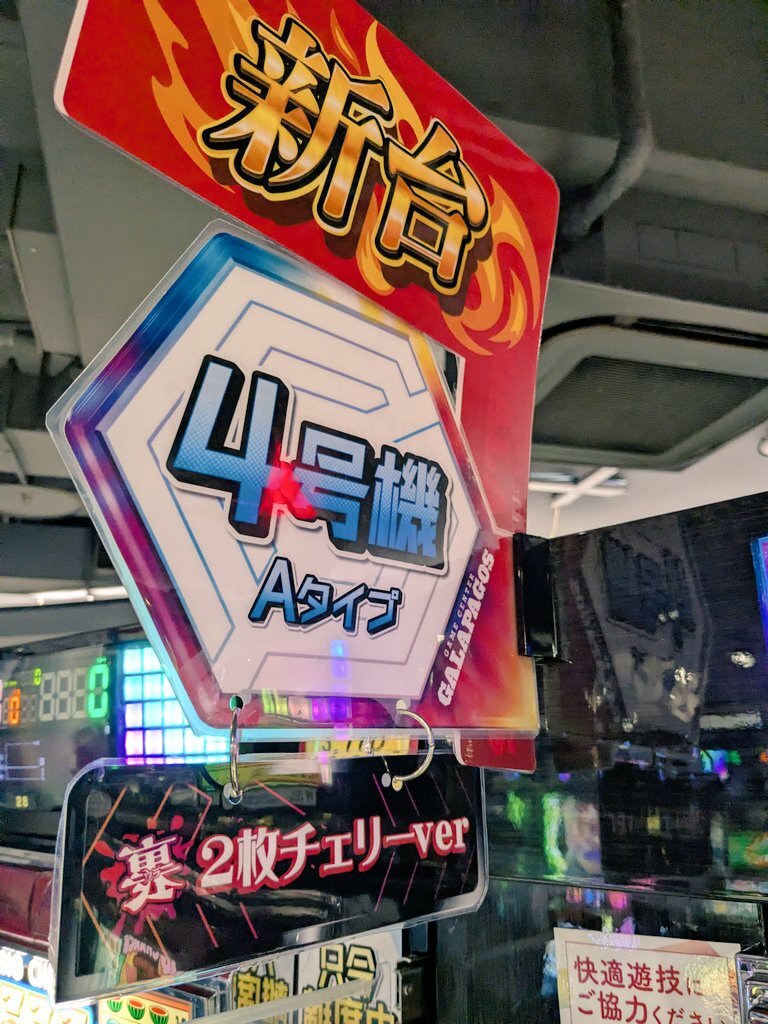 新台
4号機
Aタイプ
GAME CENTER
GALAPAGOS
裏 2枚チェリーver
快適遊技に
ご協力くださ